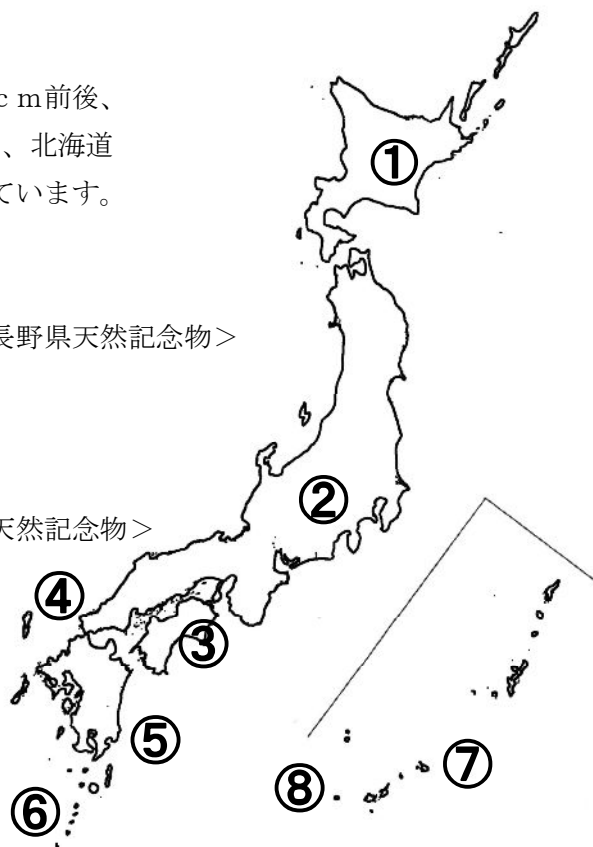 ｃｍ前後、
、北海道
ています。
①
長野県天然記念物＞
②
天然記念物＞
④
③
⑤
⑦
⑧
⑥